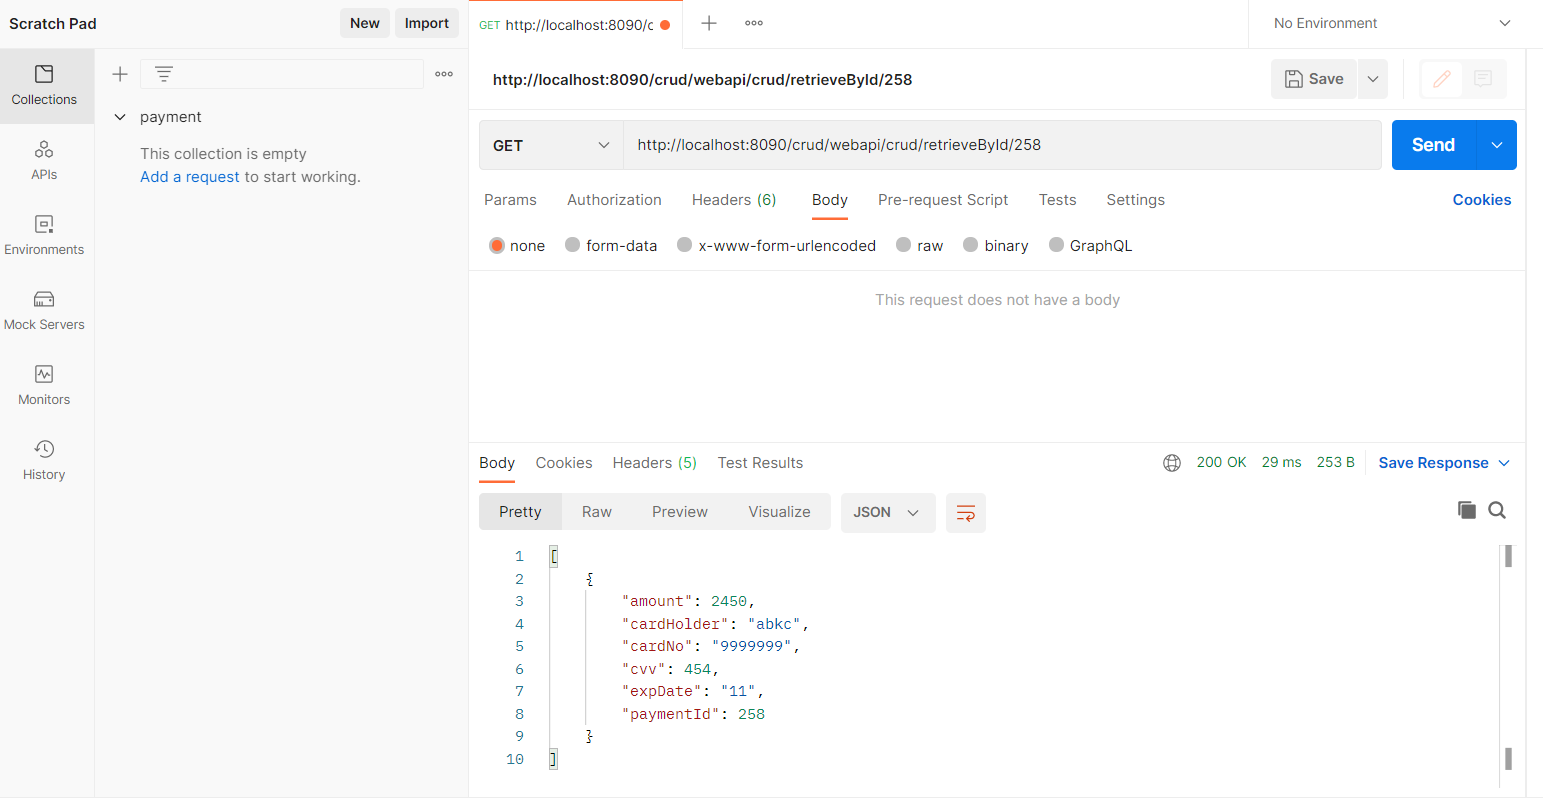 Scratch Pad
New
Import
GET http://localhost:8090/c
No Environment
Collections
APIs
Environments
Mock Servers
Monitors
History
payment
This collection is empty
Add a request to start working.
http://localhost:8090/crud/webapi/crud/retrieveById/258
Save
GET
http://localhost:8090/crud/webapi/crud/retrieveById/258
Send
Params Authorization Headers (6) Body Pre-request Script Tests Settings Cookies
none form-data x-www-form-urlencoded raw binary GraphQL
This request does not have a body
Body Cookies Headers (5) Test Results 200 OK 29 ms 253 B Save Response
Pretty Raw Preview Visualize JSON
1 [
2 {
3 "amount": 2450,
4 "cardHolder": "abkc",
5 "cardNo": "9999999",
6 "cvv": 454,
7 "expDate": "11",
8 "paymentId": 258
9 }
10 ]